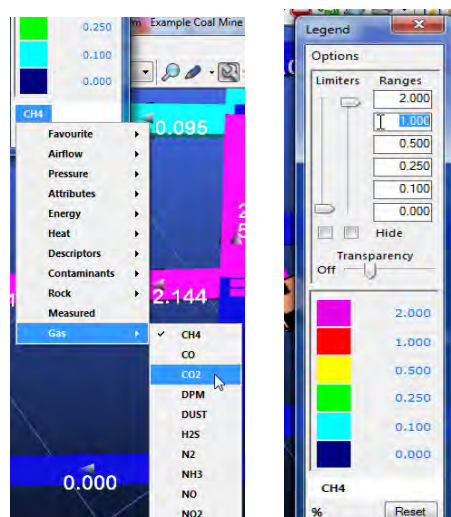 0.250
m Example Coal Mine
0.100
0.000
CH4
0.095
Favourite
Airflow
Pressure
Attributes
Energy
Heat
Descriptors
Contaminants
Rock
2.144
Measured
Gas
CH4
CO
CO2
DPM
DUST
H2S
N2
NH3
NO
NO2
0.000
Legend
Options
Limiters Ranges
2.000
1.000
0.500
0.250
0.100
0.000
Hide
Transparency
Off
2.000
1.000
0.500
0.250
0.100
0.000
CH4
% Reset